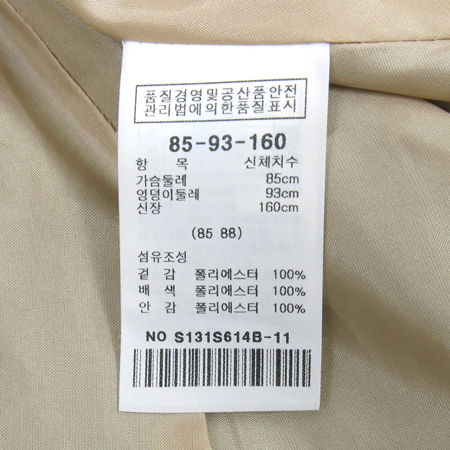 품질경영및공산품안전
관리법에의한품질표시
85-93-160
항 목 신체치수
가슴둘레 85cm
엉덩이둘레 93cm
신장 160cm
(85 88)
섬유조성
겉 감 폴리에스터 100%
배 색 폴리에스터 100%
안 감 폴리에스터 100%
NO S131S614B-11